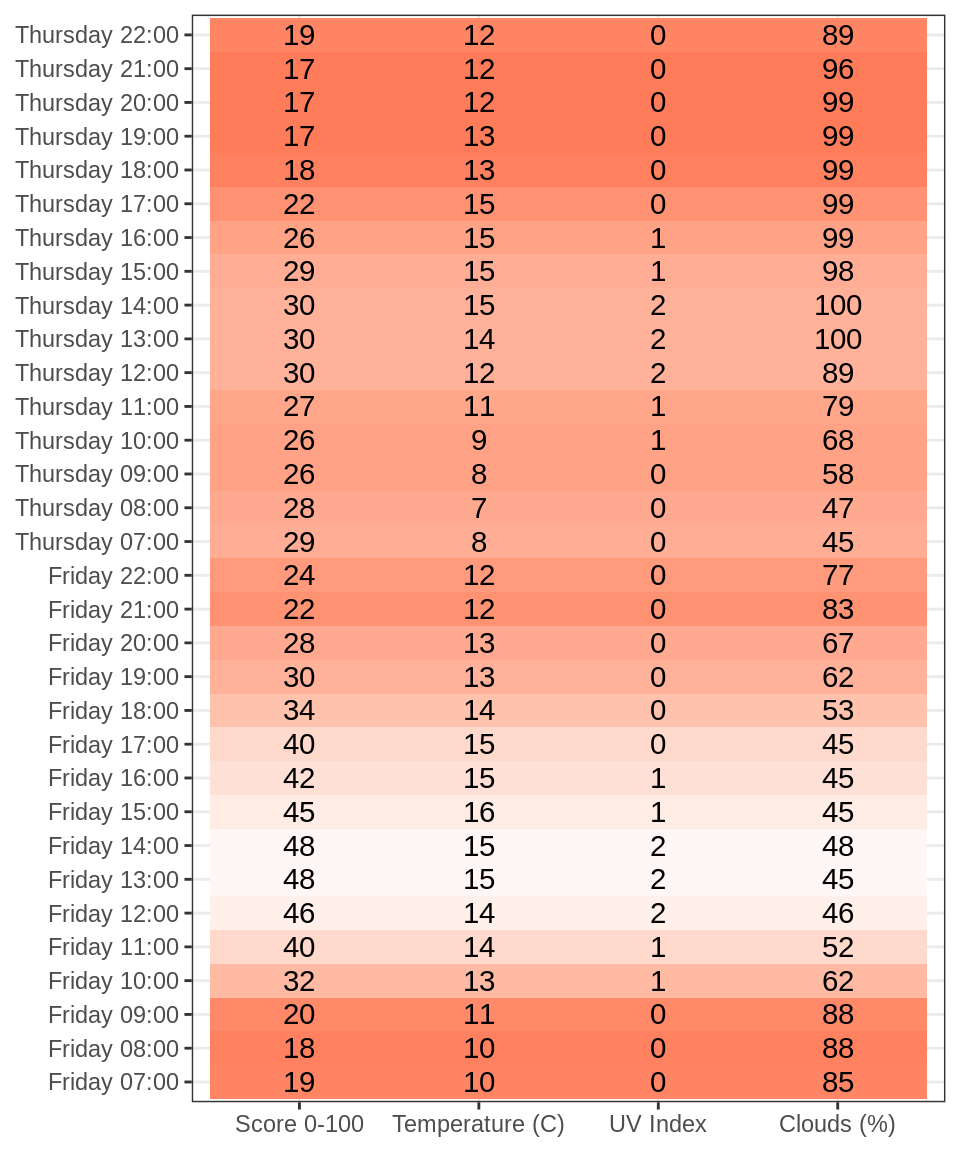 Thursday 22:00 19 12 0 89
Thursday 21:00 17 12 0 96
Thursday 20:00 17 12 0 99
Thursday 19:00 17 13 0 99
Thursday 18:00 18 13 0 99
Thursday 17:00 22 15 0 99
Thursday 16:00 26 15 1 99
Thursday 15:00 29 15 1 98
Thursday 14:00 30 15 2 100
Thursday 13:00 30 14 2 100
Thursday 12:00 30 12 2 89
Thursday 11:00 27 11 1 79
Thursday 10:00 26 9 1 68
Thursday 09:00 26 8 0 58
Thursday 08:00 28 7 0 47
Thursday 07:00 29 8 0 45
Friday 22:00 24 12 0 77
Friday 21:00 22 12 0 83
Friday 20:00 28 13 0 67
Friday 19:00 30 13 0 62
Friday 18:00 34 14 0 53
Friday 17:00 40 15 0 45
Friday 16:00 42 15 1 45
Friday 15:00 45 16 1 45
Friday 14:00 48 15 2 48
Friday 13:00 48 15 2 45
Friday 12:00 46 14 2 46
Friday 11:00 40 14 1 52
Friday 10:00 32 13 1 62
Friday 09:00 20 11 0 88
Friday 08:00 18 10 0 88
Friday 07:00 19 10 0 85
Score 0-100 Temperature (C) UV Index Clouds (%)